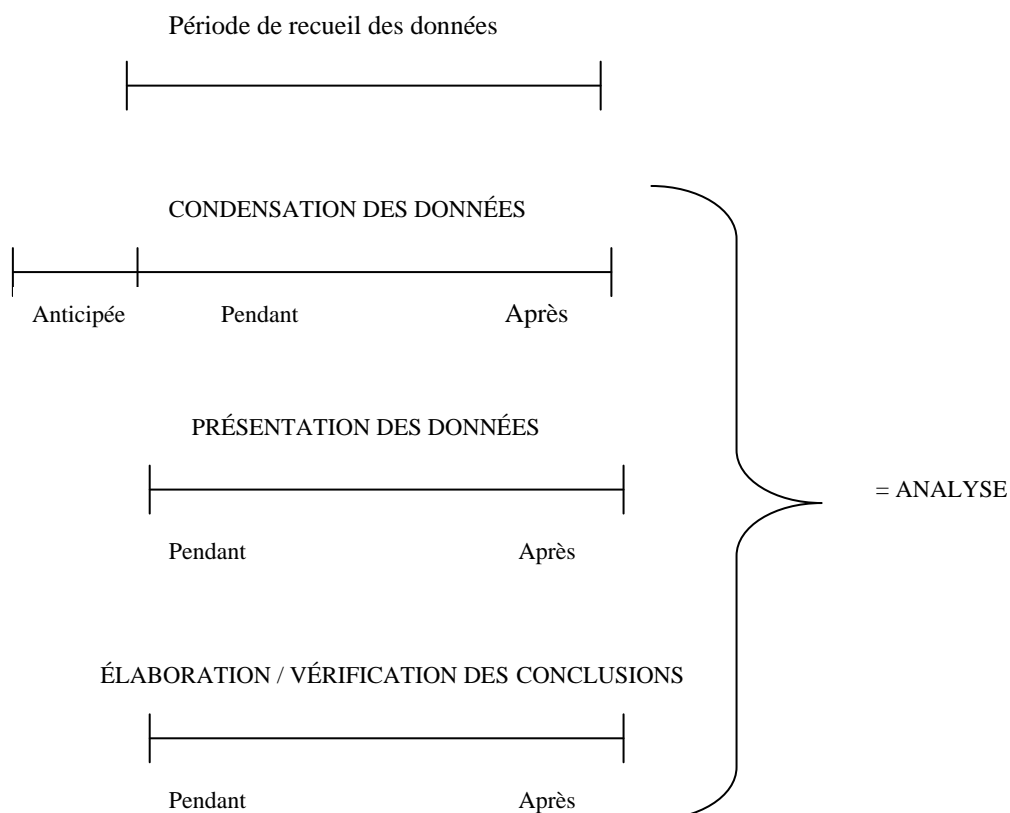 Période de recueil des données
CONDENSATION DES DONNÉES
Anticipée Pendant Après
PRÉSENTATION DES DONNÉES
= ANALYSE
Pendant Après
ÉLABORATION / VÉRIFICATION DES CONCLUSIONS
Pendant Après